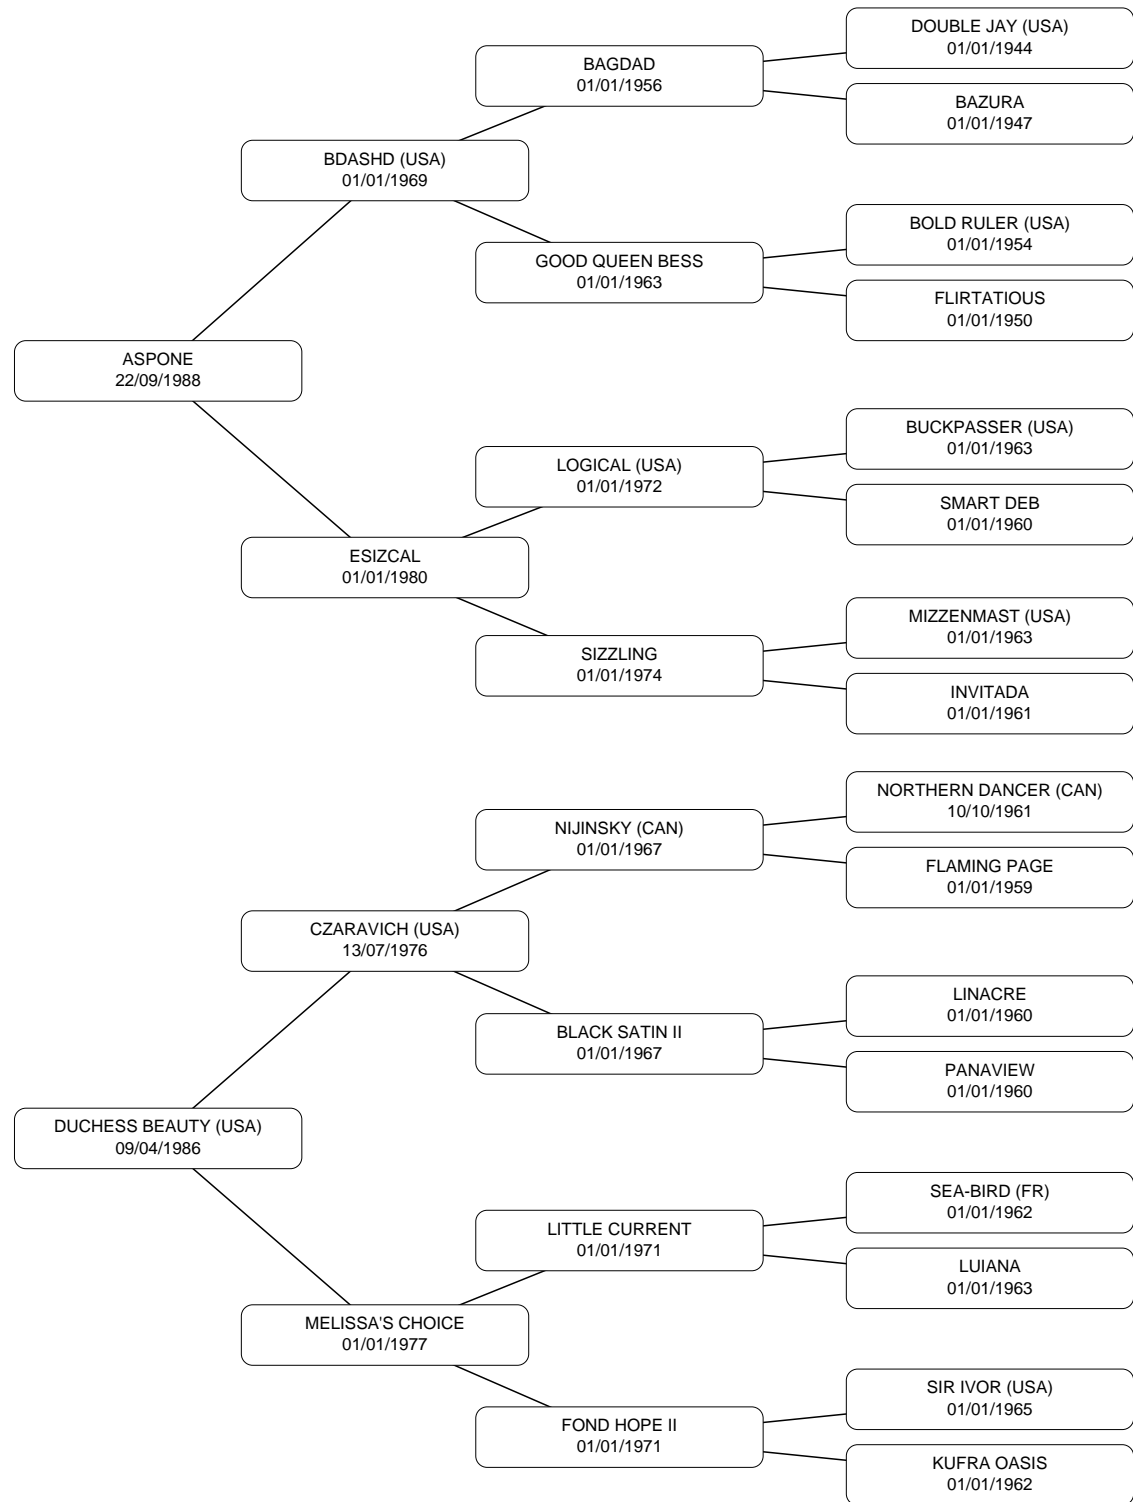 DOUBLE JAY (USA)
01/01/1944
BAGDAD
01/01/1956
BAZURA
01/01/1947
BDASHD (USA)
01/01/1969
BOLD RULER (USA)
01/01/1954
GOOD QUEEN BESS
01/01/1963
FLIRTATIOUS
01/01/1950
ASPONE
22/09/1988
BUCKPASSER (USA)
01/01/1963
LOGICAL (USA)
01/01/1972
SMART DEB
01/01/1960
ESIZCAL
01/01/1980
MIZZENMAST (USA)
01/01/1963
SIZZLING
01/01/1974
INVITADA
01/01/1961
NORTHERN DANCER (CAN)
10/10/1961
NIJINSKY (CAN)
01/01/1967
FLAMING PAGE
01/01/1959
CZARAVICH (USA)
13/07/1976
LINACRE
01/01/1960
BLACK SATIN II
01/01/1967
PANAVIEW
01/01/1960
DUCHESS BEAUTY (USA)
09/04/1986
SEA-BIRD (FR)
01/01/1962
LITTLE CURRENT
01/01/1971
LUIANA
01/01/1963
MELISSA'S CHOICE
01/01/1977
SIR IVOR (USA)
01/01/1965
FOND HOPE II
01/01/1971
KUFRA OASIS
01/01/1962